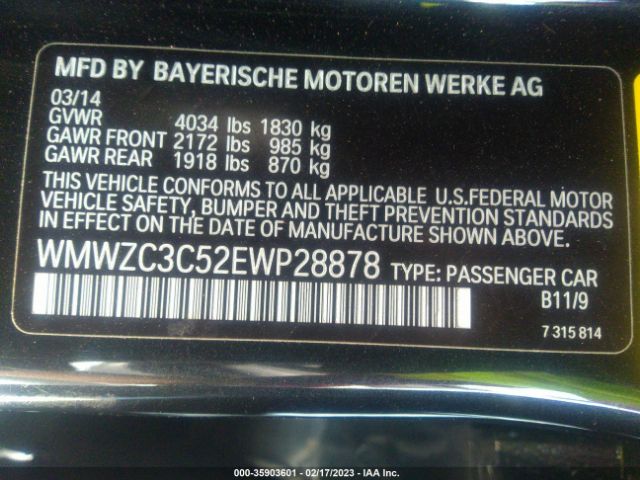 MFD BY BAYERISCHE MOTOREN WERKE AG
03/14
GVWR 4034 lbs 1830 kg
GAWR FRONT 2172 lbs 985 kg
GAWR REAR 1918 lbs 870 kg
THIS VEHICLE CONFORMS TO ALL APPLICABLE U.S.FEDERAL MOTOR
VEHICLE SAFETY, BUMPER AND THEFT PREVENTION STANDARDS
IN EFFECT ON THE DATE OF MANUFACTURE SHOWN ABOVE.
WMWZC3C52EWP28878 TYPE: PASSENGER CAR
B11/9
7 315 814
000-35903601 - 02/17/2023 - IAA Inc.